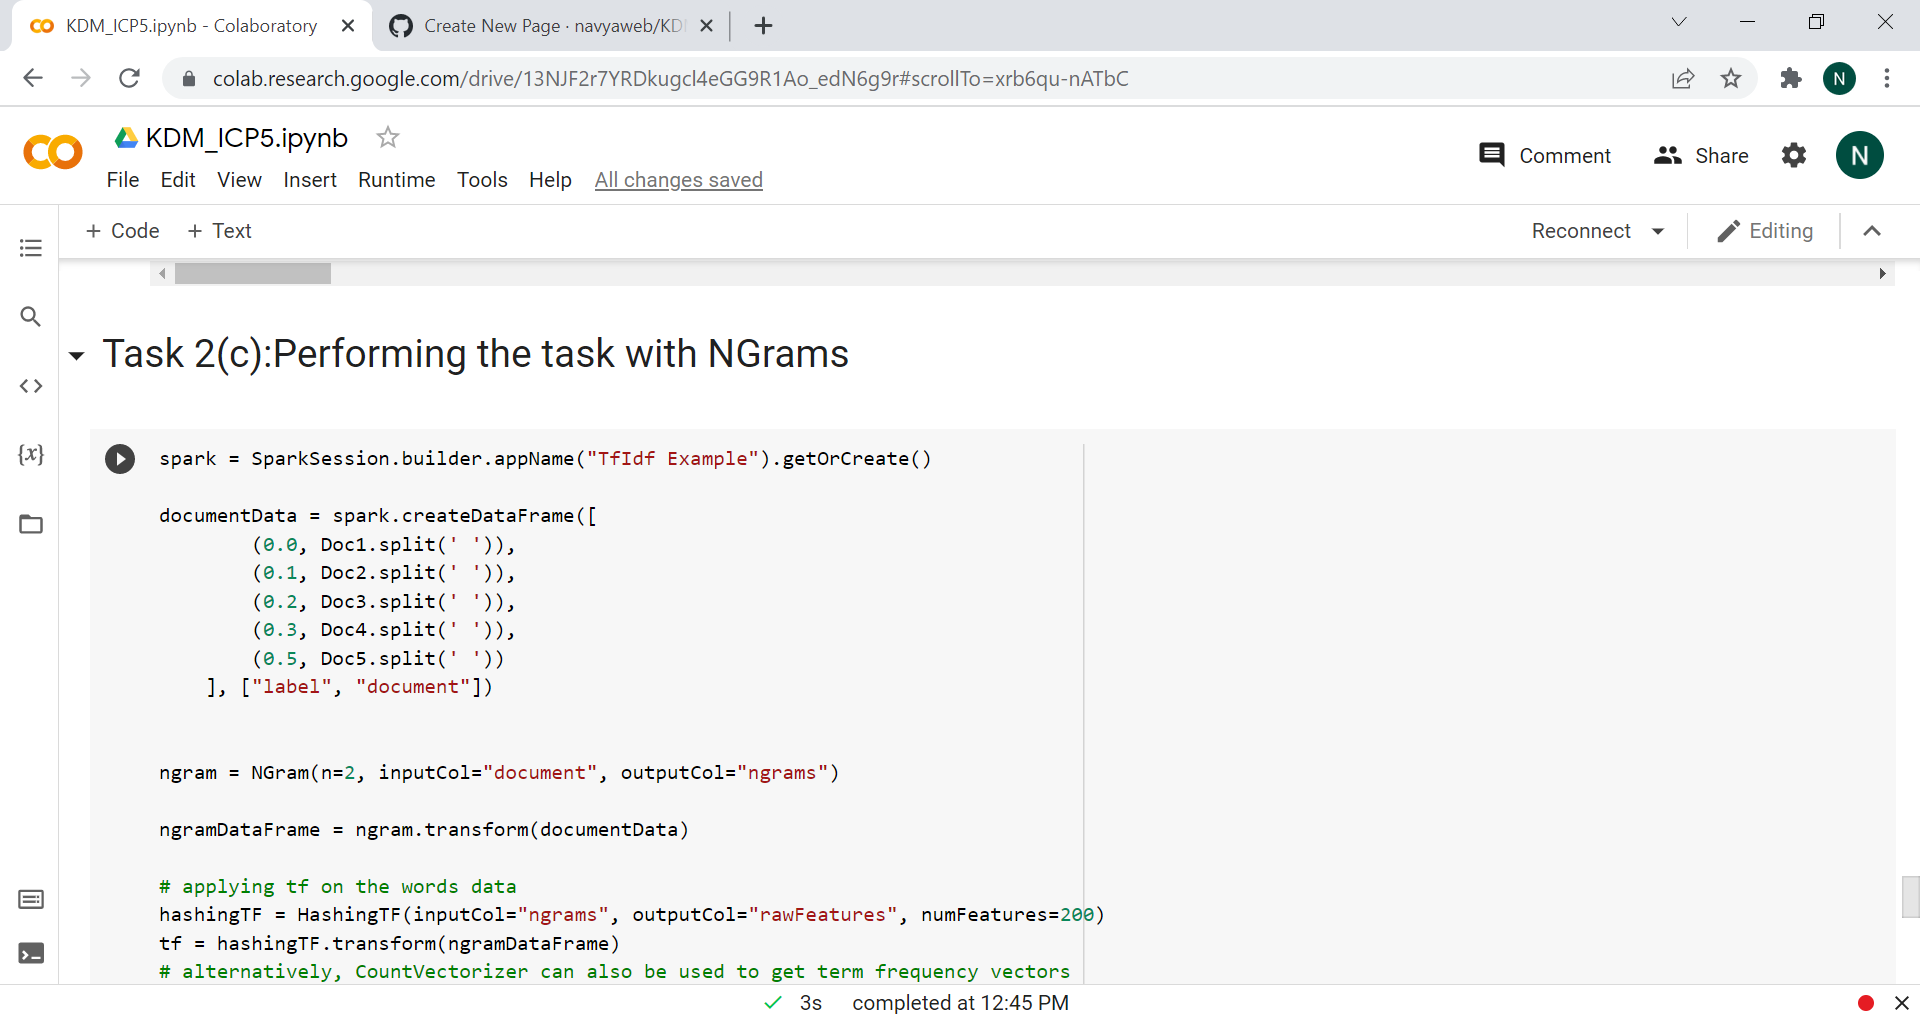 KDM_ICP5.ipynb - Colaboratory
Create New Page · navyaweb/KD
colab.research.google.com/drive/13NJF2r7YRDkugcl4eGG9R1Ao_edN6g9r#scrollTo=xrb6qu-nATbC
N
KDM_ICP5.ipynb
Comment
Share
N
File Edit View Insert Runtime Tools Help All changes saved
+ Code + Text
Reconnect
Editing
Task 2(c):Performing the task with NGrams
spark = SparkSession.builder.appName("TfIdf Example").getOrCreate()
documentData = spark.createDataFrame([
(0.0, Doc1.split(' ')),
(0.1, Doc2.split(' ')),
(0.2, Doc3.split(' ')),
(0.3, Doc4.split(' ')),
(0.5, Doc5.split(' '))
], ["label", "document"])
ngram = NGram(n=2, inputCol="document", outputCol="ngrams")
ngramDataFrame = ngram.transform(documentData)
# applying tf on the words data
hashingTF = HashingTF(inputCol="ngrams", outputCol="rawFeatures", numFeatures=200)
tf = hashingTF.transform(ngramDataFrame)
# alternatively, CountVectorizer can also be used to get term frequency vectors
3s completed at 12:45 PM